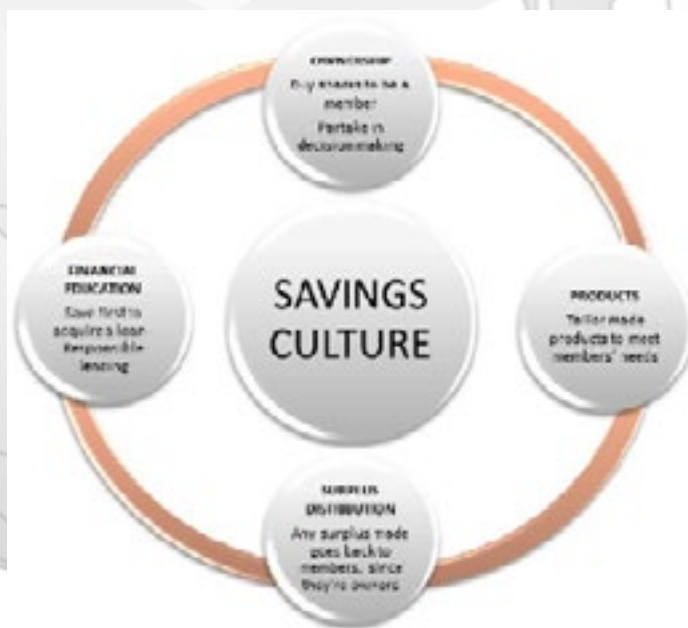 OWNERSHIP
Buy shares to be a
member
Partake in
decision making
FINANCIAL
EDUCATION
Save first to
acquire a loan
Responsible
lending
SAVINGS
CULTURE
PRODUCTS
Tailor made
products to meet
members' needs
SURPLUS
DISTRIBUTION
Any surplus made
goes back to
members, since
they're owners